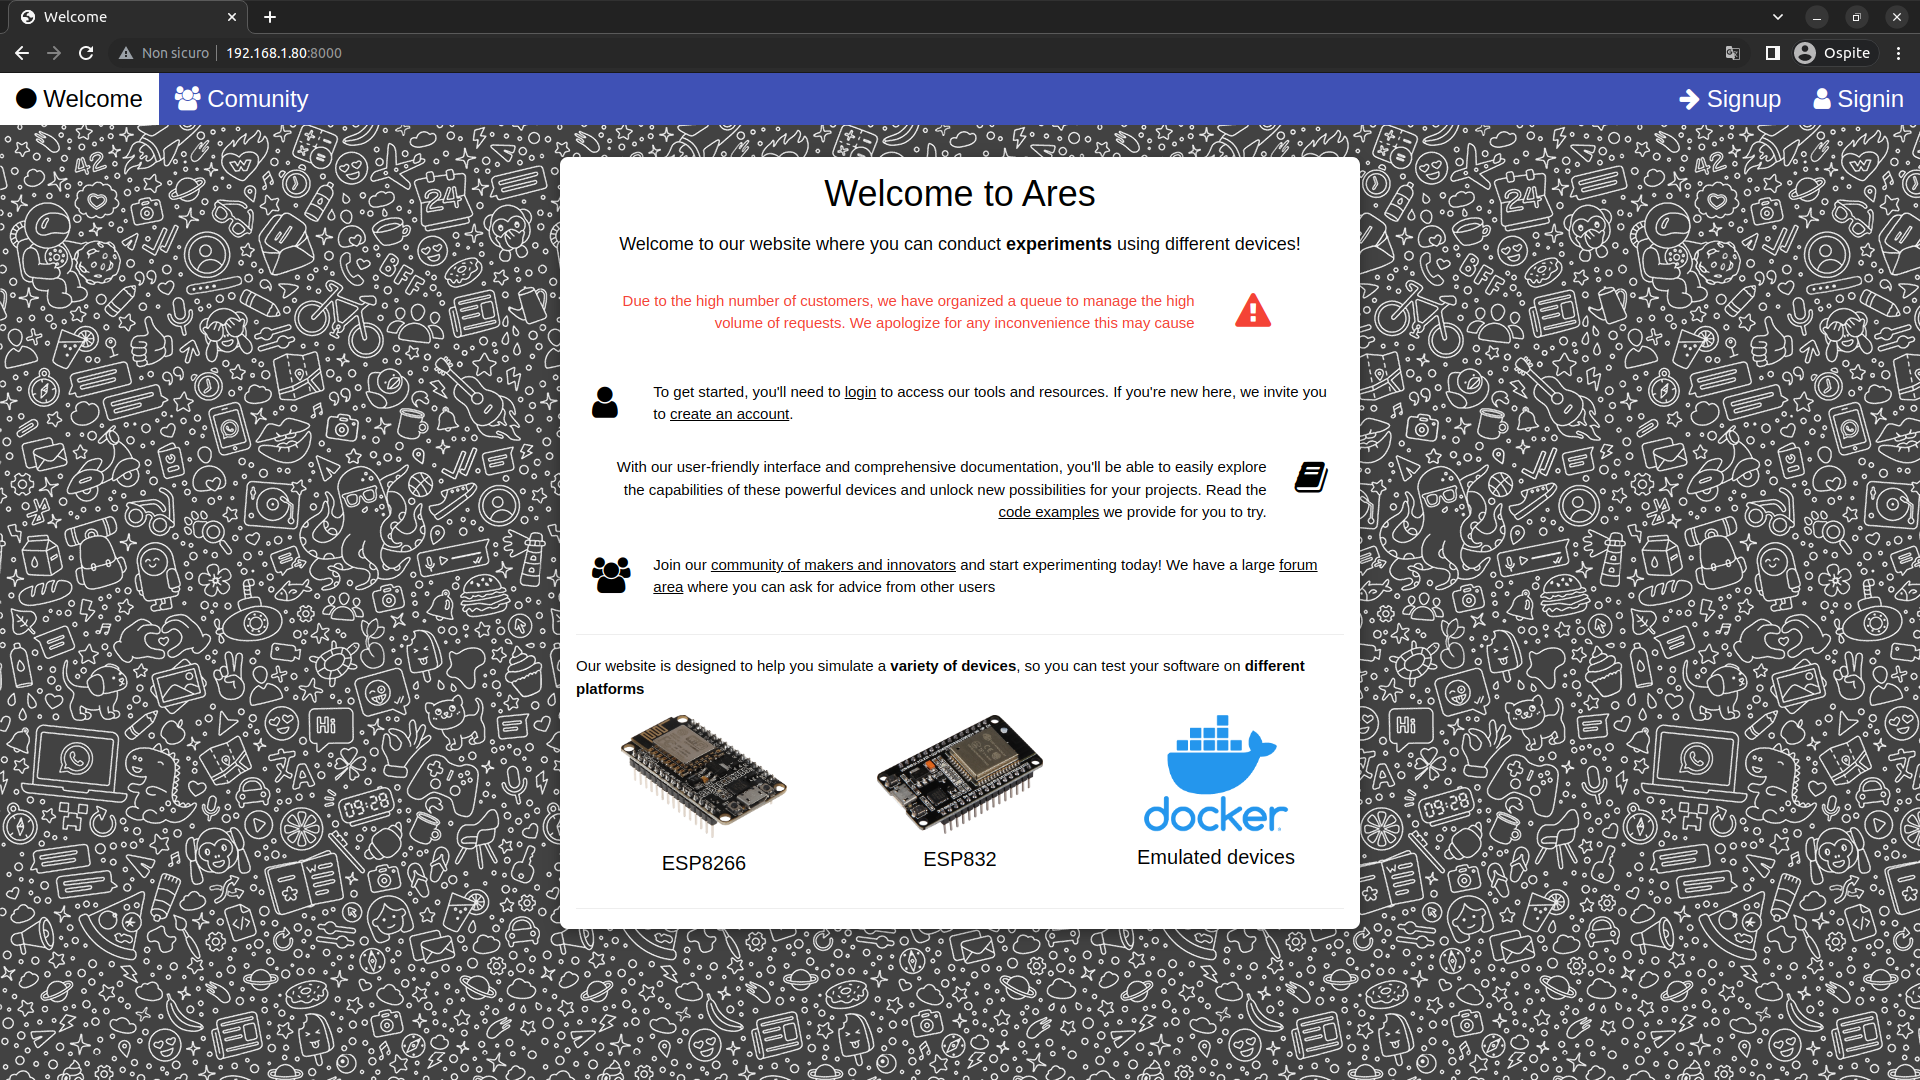 Welcome
Non sicuro 192.168.1.80:8000
Ospite
Welcome
Comunity
Signup
Signin
Welcome to Ares
Welcome to our website where you can conduct experiments using different devices!
Due to the high number of customers, we have organized a queue to manage the high
volume of requests. We apologize for any inconvenience this may cause
To get started, you'll need to login to access our tools and resources. If you're new here, we invite you
to create an account.
With our user-friendly interface and comprehensive documentation, you'll be able to easily explore
the capabilities of these powerful devices and unlock new possibilities for your projects. Read the
code examples we provide for you to try.
Join our community of makers and innovators and start experimenting today! We have a large forum
area where you can ask for advice from other users
Our website is designed to help you simulate a variety of devices, so you can test your software on different
platforms
docker
ESP8266
ESP832
Emulated devices
42
24
BFF
Hi
09:28
42
24
BFF
Hi
09:28